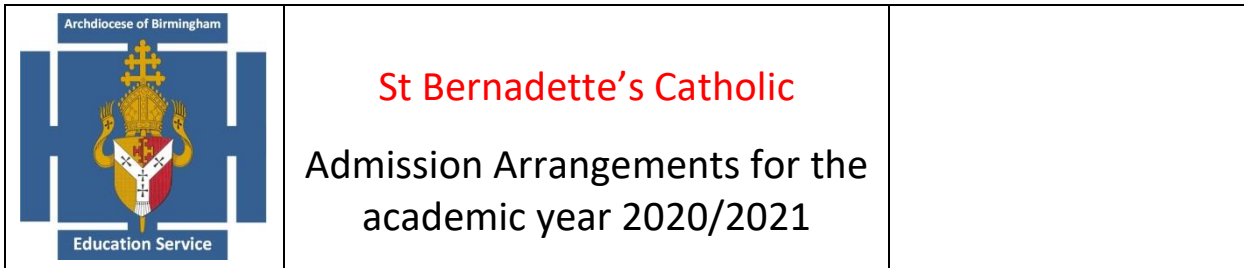 Archdiocese of Birmingham
Education Service
St Bernadette’s Catholic
Admission Arrangements for the
academic year 2020/2021